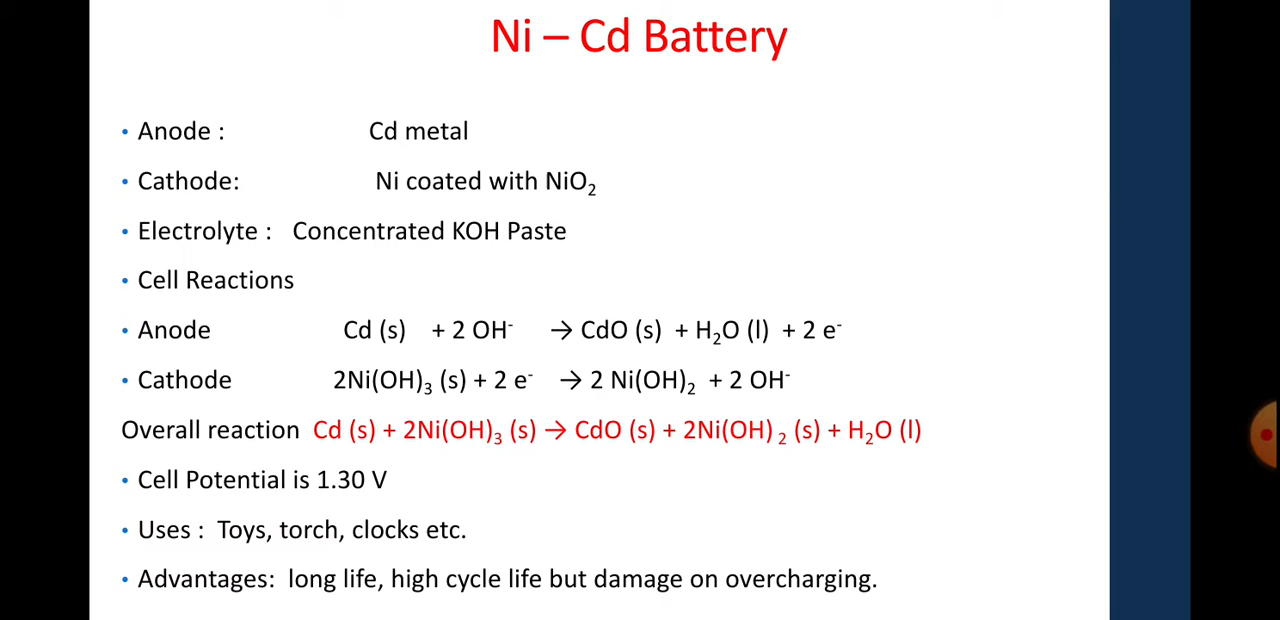 Ni – Cd Battery
• Anode : Cd metal
• Cathode: Ni coated with NiO₂
• Electrolyte : Concentrated KOH Paste
• Cell Reactions
• Anode Cd (s) + 2 OH⁻ → CdO (s) + H₂O (l) + 2 e⁻
• Cathode 2Ni(OH)₃ (s) + 2 e⁻ → 2 Ni(OH)₂ + 2 OH⁻
Overall reaction Cd (s) + 2Ni(OH)₃ (s) → CdO (s) + 2Ni(OH) ₂ (s) + H₂O (l)
• Cell Potential is 1.30 V
• Uses : Toys, torch, clocks etc.
• Advantages: long life, high cycle life but damage on overcharging.